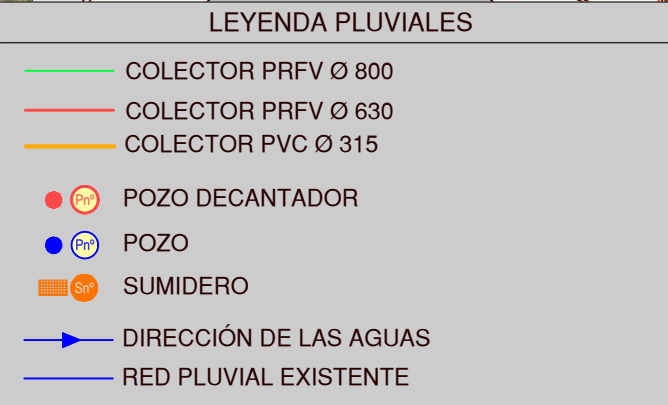 LEYENDA PLUVIALES
COLECTOR PRFV Ø 800
COLECTOR PRFV Ø 630
COLECTOR PVC Ø 315
Pnº POZO DECANTADOR
Pnº POZO
Snº SUMIDERO
DIRECCIÓN DE LAS AGUAS
RED PLUVIAL EXISTENTE